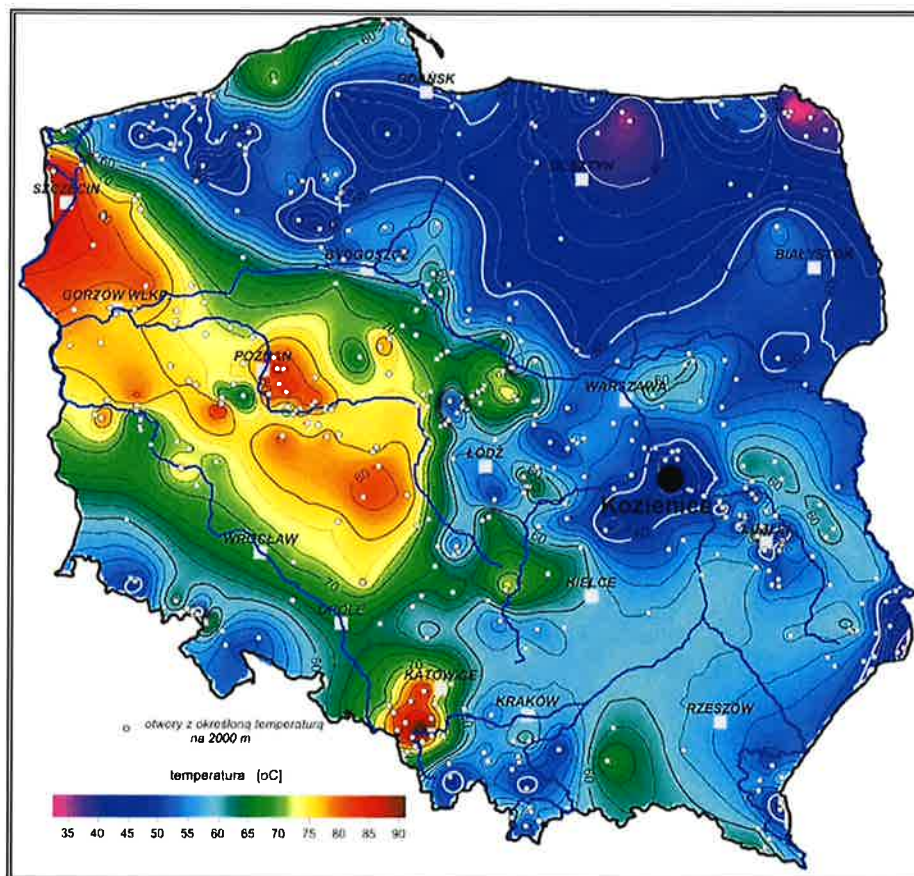 GDAŃSK
OLSZTYN
SZCZECIN
BYDGOSZCZ
BIAŁYSTOK
GORZÓW WLKP
POZNAŃ
WARSZAWA
ŁÓDŹ
Kozienice
LUBLIN
WROCŁAW
KIELCE
OPOLE
KATOWICE
KRAKÓW
RZESZÓW
otwory z określoną temperaturą
na 2000 m
temperatura [oC]
35 40 45 50 55 60 65 70 75 80 85 90